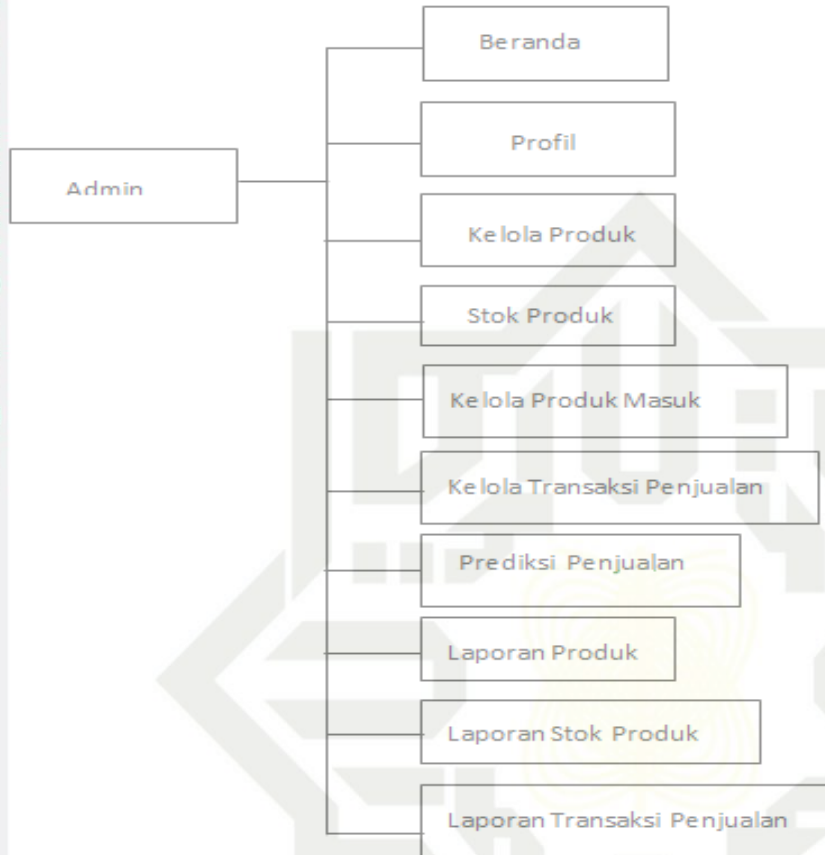 Beranda
Profil
Admin
Kelola Produk
Stok Produk
Kelola Produk Masuk
Kelola Transaksi Penjualan
Prediksi Penjualan
Laporan Produk
Laporan Stok Produk
Laporan Transaksi Penjualan